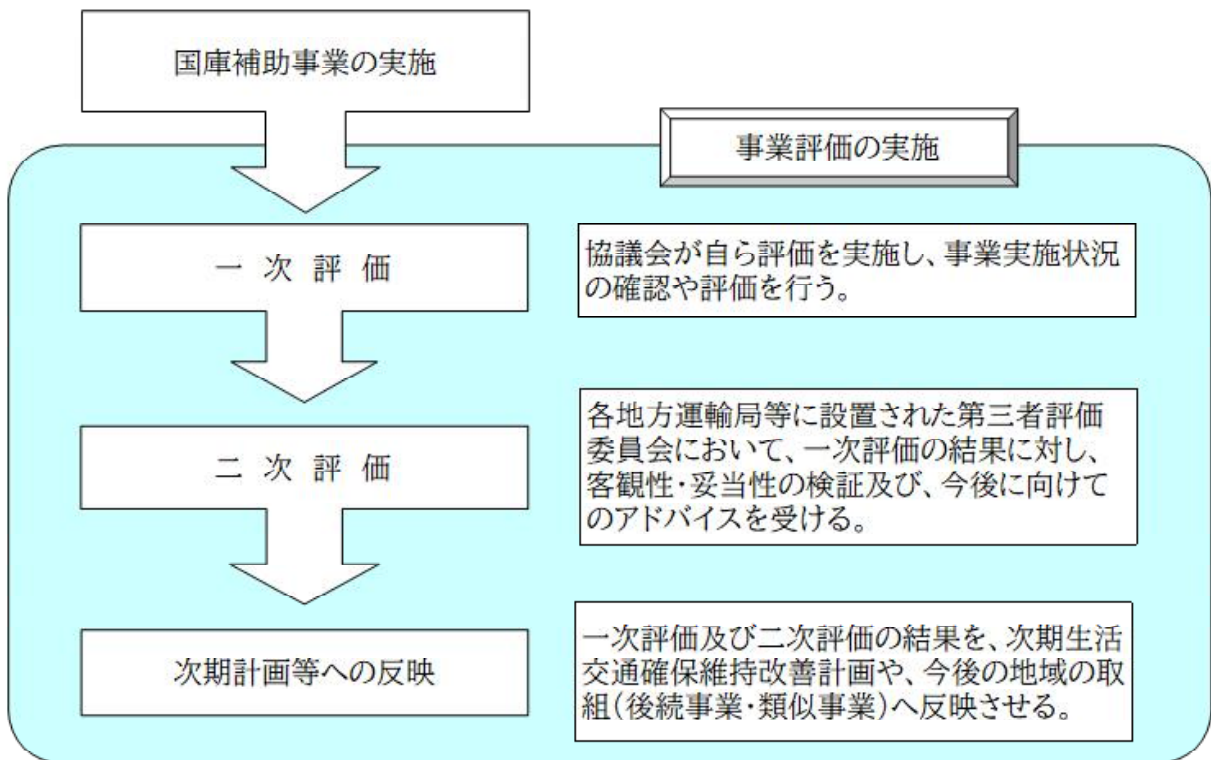 国庫補助事業の実施
事業評価の実施
一 次 評 価
協議会が自ら評価を実施し、事業実施状況
の確認や評価を行う。
二 次 評 価
各地方運輸局等に設置された第三者評価
委員会において、一次評価の結果に対し、
客観性・妥当性の検証及び、今後に向けて
のアドバイスを受ける。
次期計画等への反映
一次評価及び二次評価の結果を、次期生活
交通確保維持改善計画や、今後の地域の取
組(後続事業・類似事業)へ反映させる。